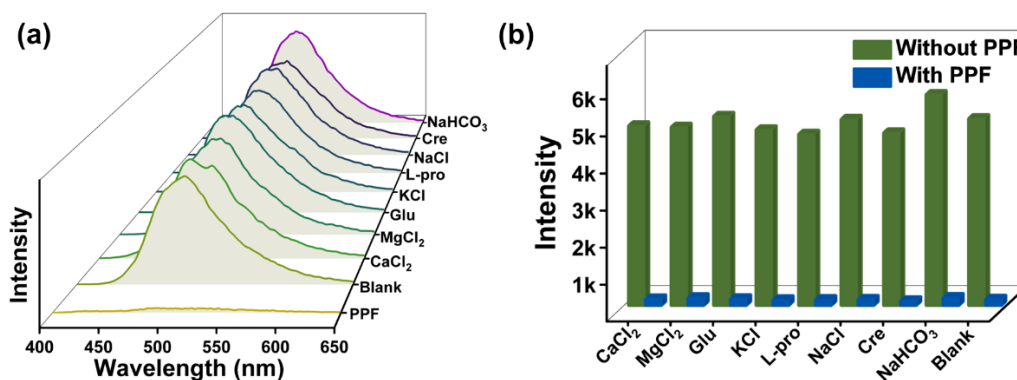 (a)
Intensity
NaHCO3
Cre
NaCl
L-pro
KCl
Glu
MgCl2
CaCl2
Blank
PPF
400 450 500 550 600 650
Wavelength (nm)
(b)
Without PPF
With PPF
Intensity
6k
5k
4k
3k
2k
1k
CaCl2 MgCl2 Glu KCl L-pro NaCl Cre NaHCO3 Blank